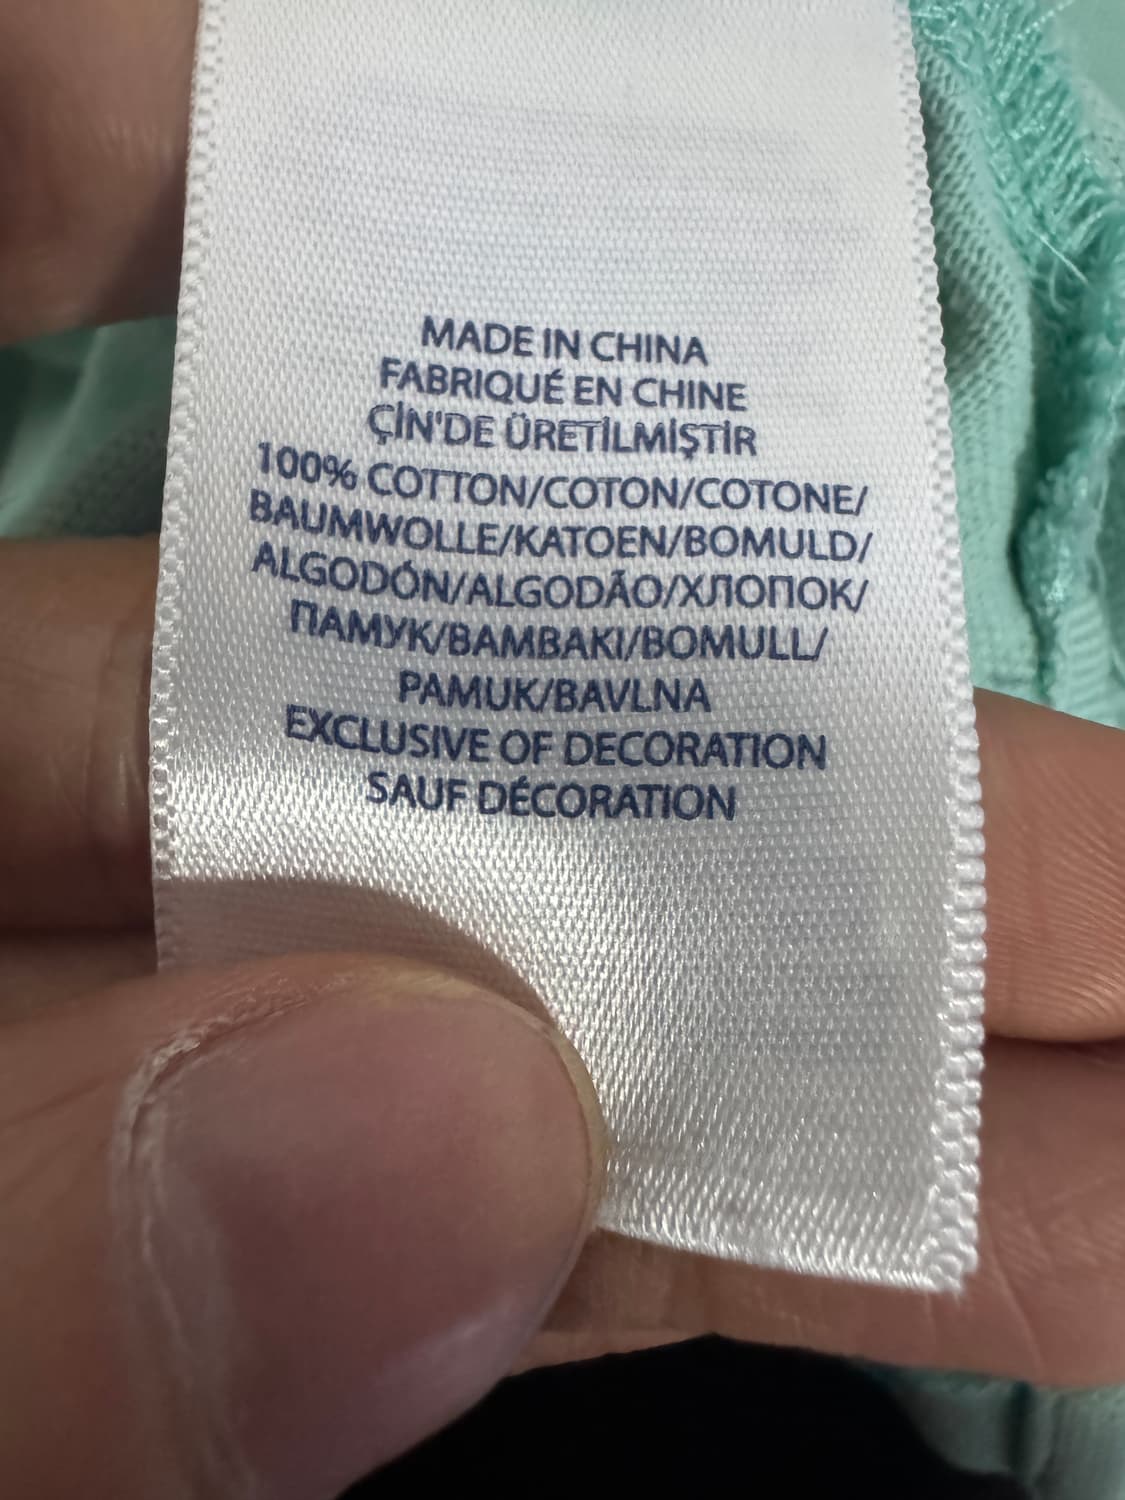 MADE IN CHINA
FABRIQUÉ EN CHINE
ÇİN'DE ÜRETİLMİŞTİR
100% COTTON/COTON/COTONE/
BAUMWOLLE/KATOEN/BOMULD/
ALGODÓN/ALGODÃO/ХЛОПОК/
ПАМУК/BAMBAKI/BOMULL/
PAMUK/BAVLNA
EXCLUSIVE OF DECORATION
SAUF DÉCORATION